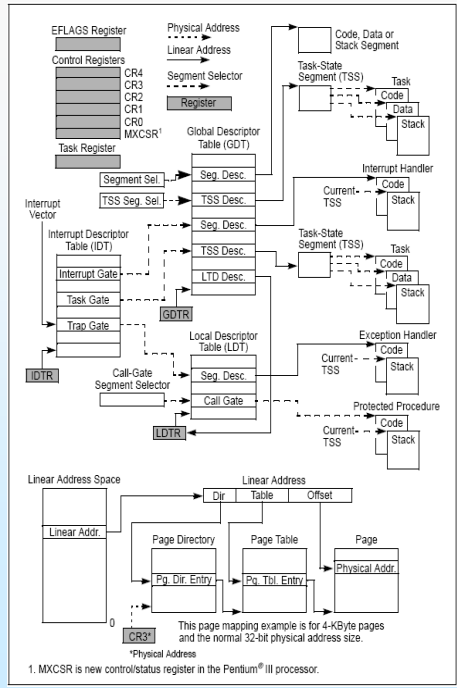 EFLAGS Register
Control Registers
CR4
CR3
CR2
CR1
CR0
MXCSR1
Task Register
Physical Address
Linear Address
Segment Selector
Register
Code, Data or
Stack Segment
Task-State
Segment (TSS)
Task
Code
Data
Stack
Global Descriptor
Table (GDT)
Segment Sel.
Seg. Desc.
TSS Seg. Sel.
TSS Desc.
Interrupt Handler
Code
Current
TSS
Stack
Interrupt
Vector
Seg. Desc.
Interrupt Descriptor
Table (IDT)
Task-State
Segment (TSS)
Task
Code
Data
Stack
TSS Desc.
Interrupt Gate
LTD Desc.
Task Gate
GDTR
Trap Gate
Local Descriptor
Table (LDT)
Exception Handler
Code
Current
TSS
Stack
IDTR
Call-Gate
Segment Selector
Seg. Desc.
Call Gate
Protected Procedure
Code
Current
TSS
Stack
LDTR
Linear Address Space
Linear Address
Dir
Table
Offset
Linear Addr.
Page Directory
Page Table
Page
Physical Addr.
Pg. Dir. Entry
Pg. Tbl. Entry
0
CR3*
*Physical Address
This page mapping example is for 4-KByte pages
and the normal 32-bit physical address size.
1. MXCSR is new control/status register in the Pentium® III processor.